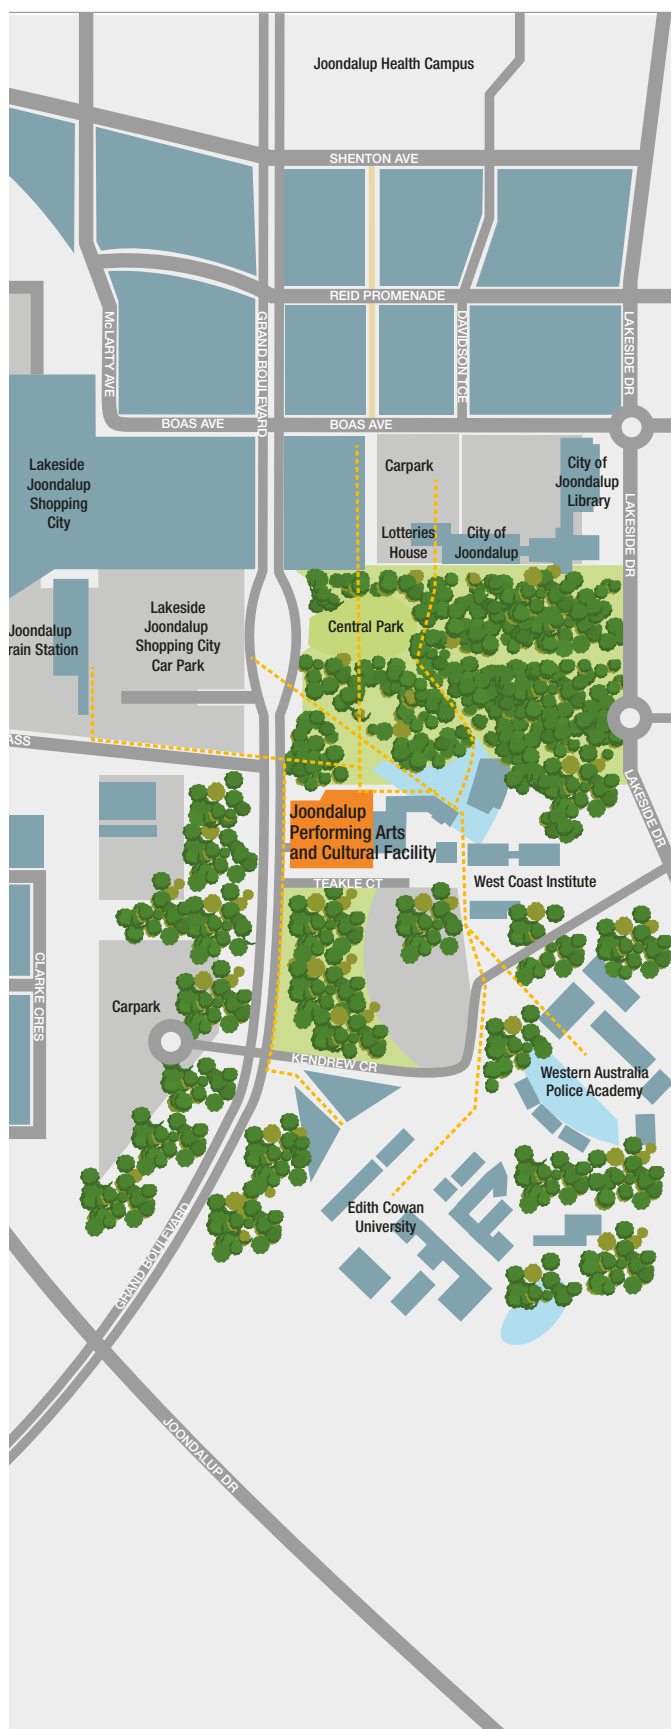 Joondalup Health Campus
SHENTON AVE
REID PROMENADE
McLARTY AVE
GRAND BOULEVARD
DAVIDSON TCE
LAKESIDE DR
BOAS AVE
BOAS AVE
Lakeside
Joondalup
Shopping
City
Carpark
City of
Joondalup
Library
LAKESIDE DR
Lotteries
House
City of
Joondalup
Lakeside
Joondalup
Shopping City
Car Park
Central Park
Joondalup
rain Station
ASS
LAKESIDE DR
Joondalup
Performing Arts
and Cultural Facility
TEAKLE CT
West Coast Institute
CLARKE CRES
Carpark
KENDREW CR
Western Australia
Police Academy
Edith Cowan
University
GRAND BOULEVARD
JOONDALUP DR